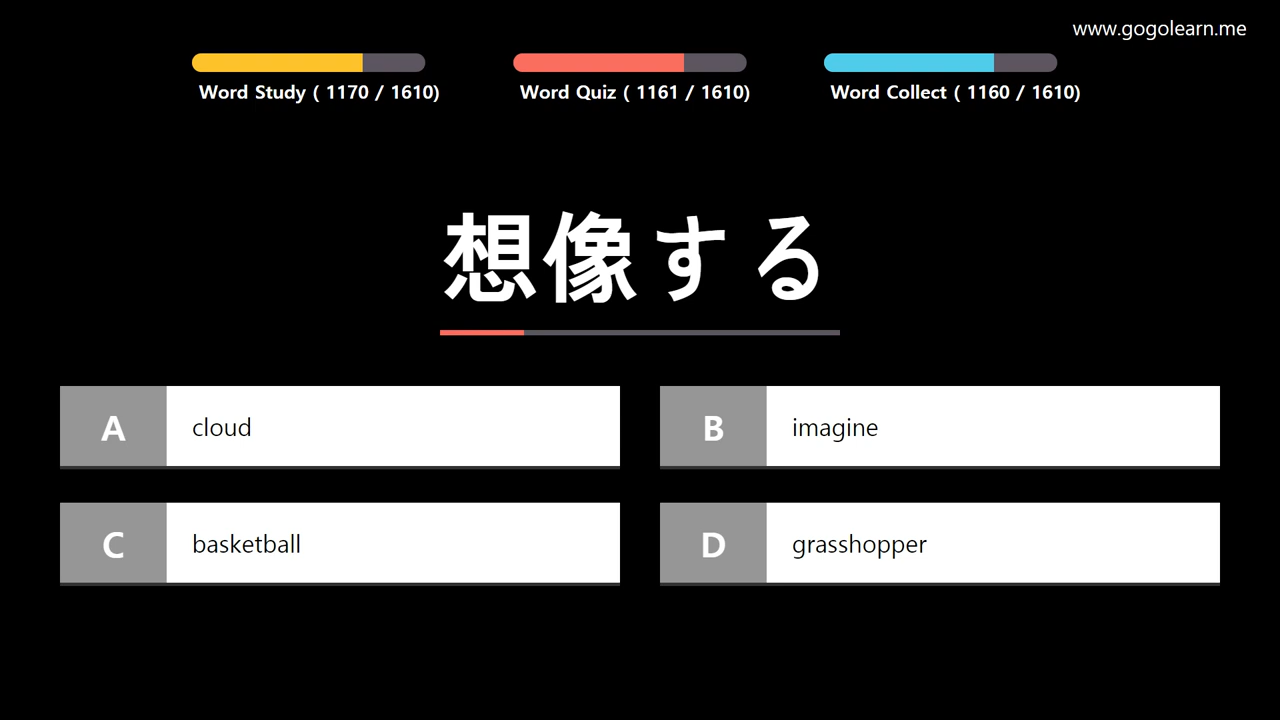 www.gogolearn.me
Word Study ( 1170 / 1610)
Word Quiz ( 1161 / 1610)
Word Collect ( 1160 / 1610)
想像する
A cloud
B imagine
C basketball
D grasshopper